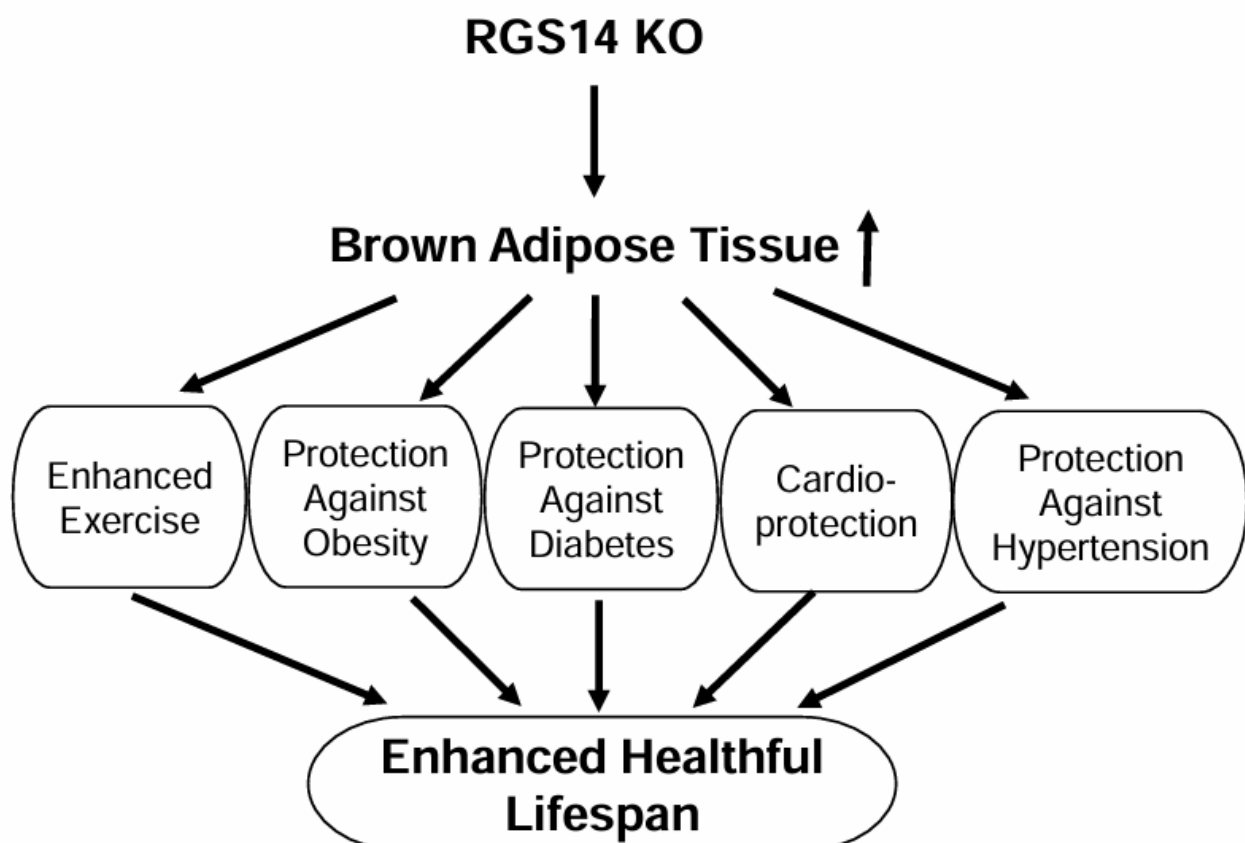 RGS14 KO
Brown Adipose Tissue
Enhanced
Exercise
Protection
Against
Obesity
Protection
Against
Diabetes
Cardio-
protection
Protection
Against
Hypertension
Enhanced Healthful
Lifespan